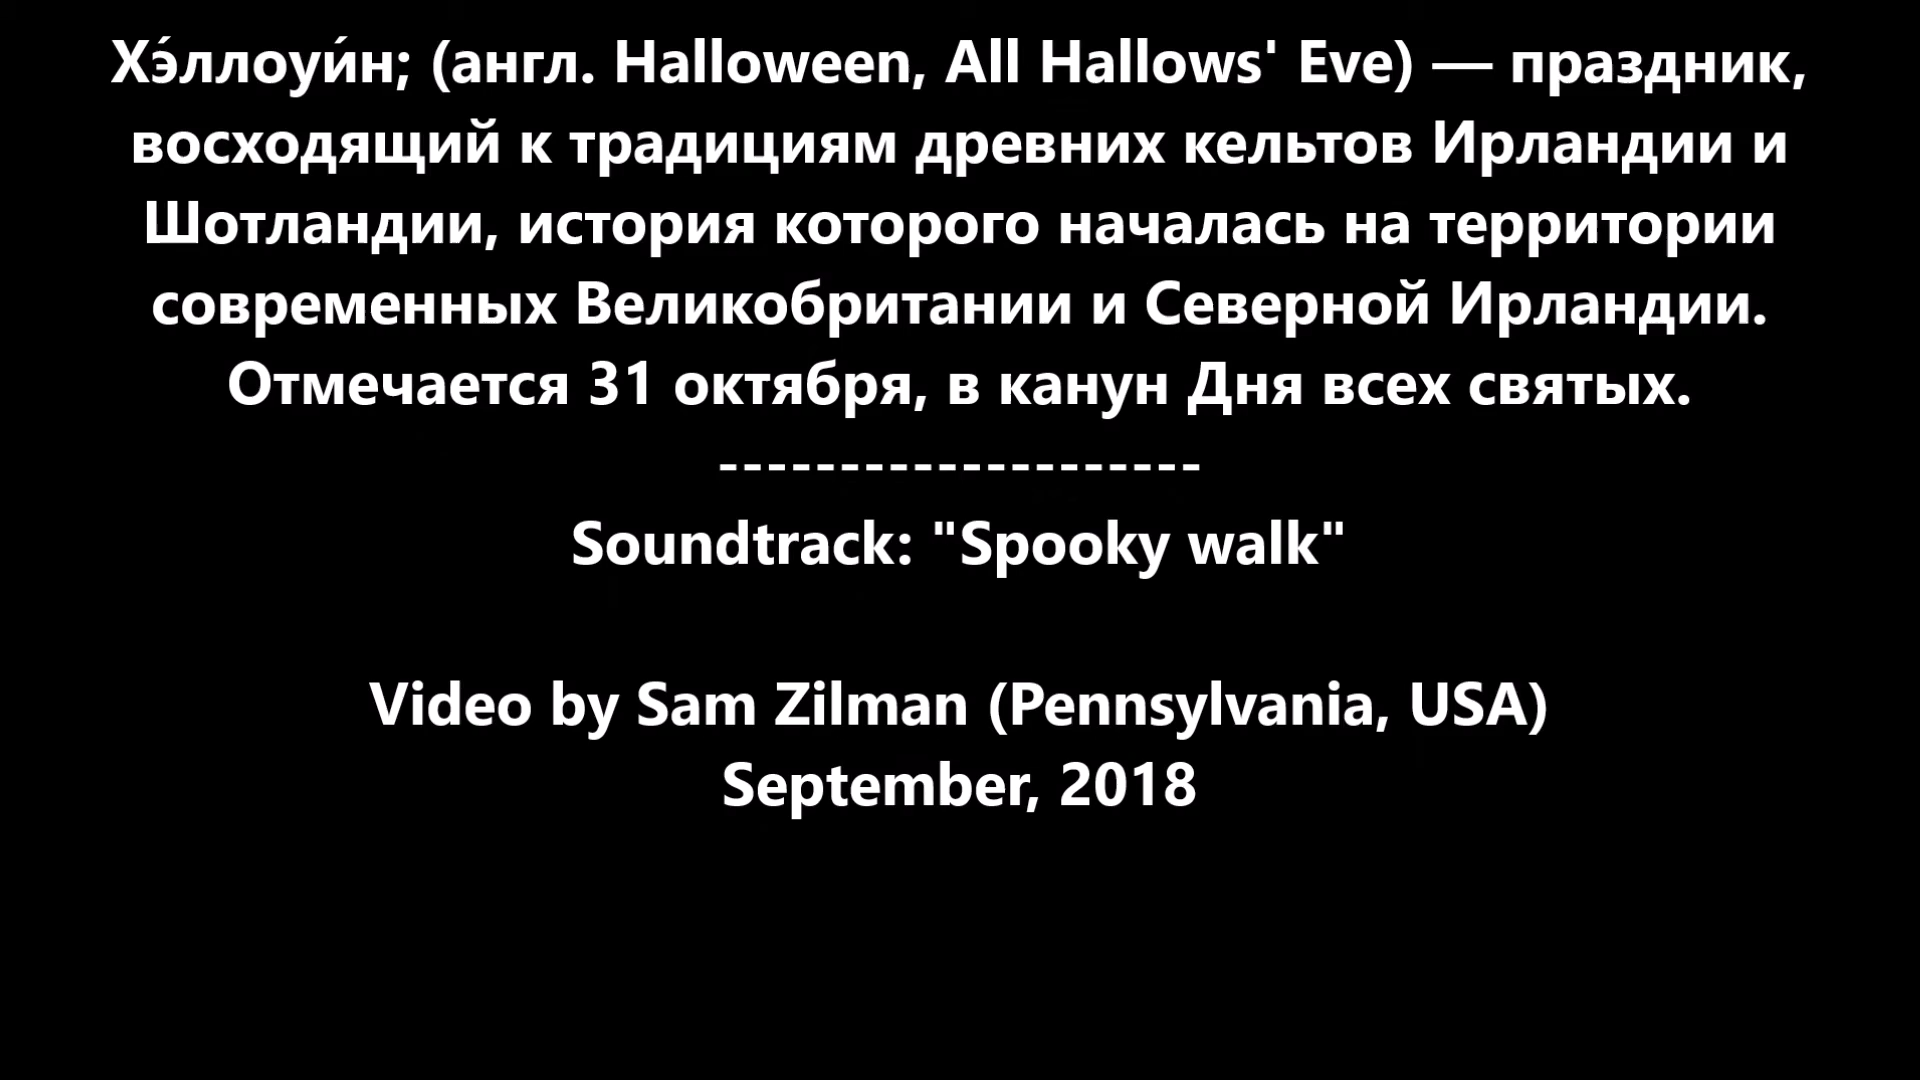 Хэ́ллоуи́н; (англ. Halloween, All Hallows' Eve) — праздник,
восходящий к традициям древних кельтов Ирландии и
Шотландии, история которого началась на территории
современных Великобритании и Северной Ирландии.
Отмечается 31 октября, в канун Дня всех святых.
--------------------
Soundtrack: "Spooky walk"
Video by Sam Zilman (Pennsylvania, USA)
September, 2018